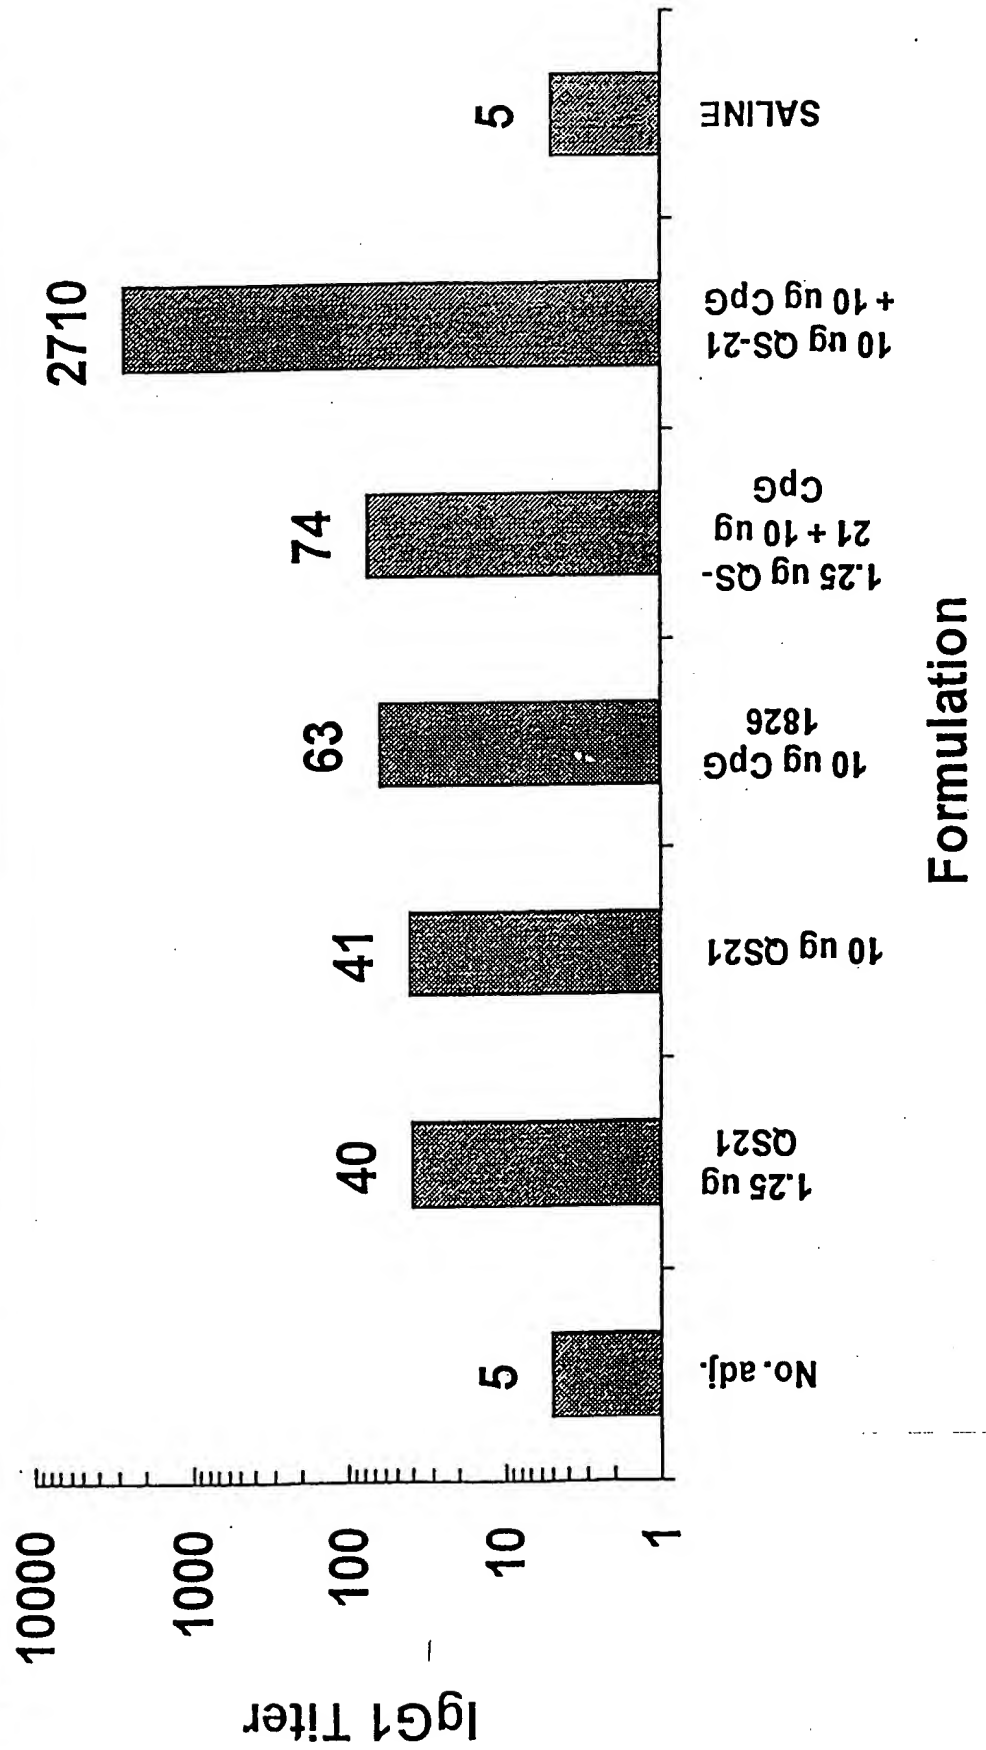 IgG1 Titer
10000
1000
100
10
1
5
40
41
63
74
2710
5
No. adj.
1.25 ug
QS21
10 ug QS21
10 ug CpG
1826
1.25 ug QS-
21 + 10 ug
CpG
10 ug QS-21
+ 10 ug CpG
SALINE
Formulation